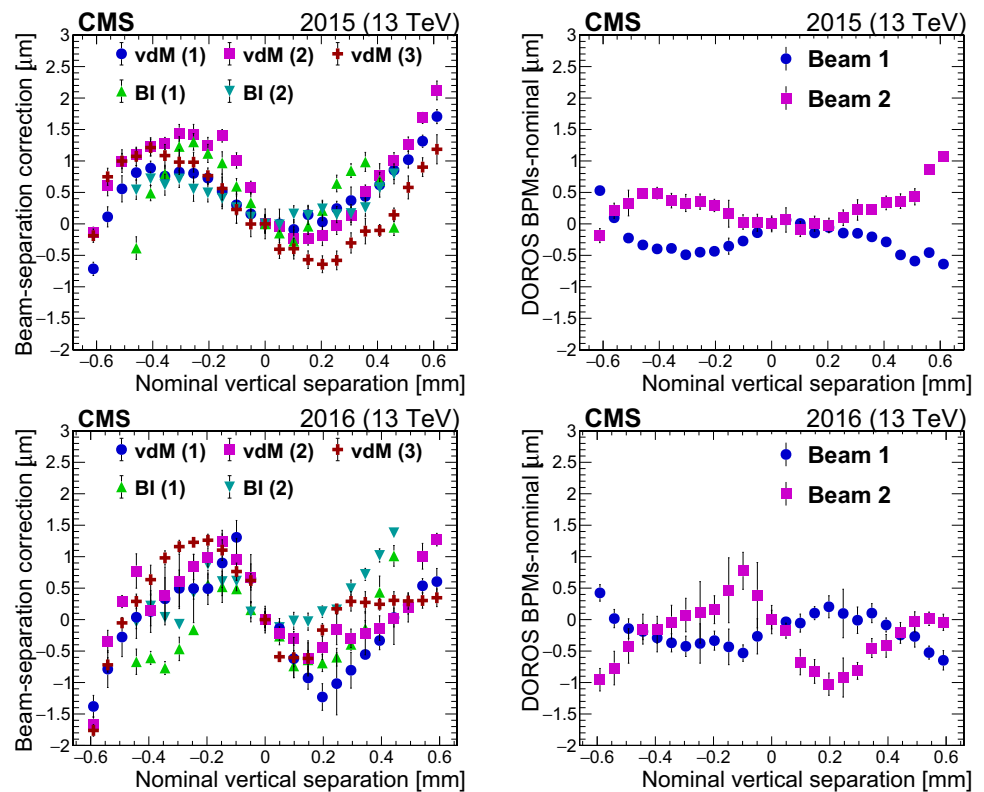 CMS 2015 (13 TeV)
Beam-separation correction [μm]
3
2.5
2
1.5
1
0.5
0
−0.5
−1
−1.5
−2
vdM (1) vdM (2) vdM (3)
BI (1) BI (2)
−0.6 −0.4 −0.2 0 0.2 0.4 0.6
Nominal vertical separation [mm]
CMS 2015 (13 TeV)
DOROS BPMs-nominal [μm]
3
2.5
2
1.5
1
0.5
0
−0.5
−1
−1.5
−2
Beam 1
Beam 2
−0.6 −0.4 −0.2 0 0.2 0.4 0.6
Nominal vertical separation [mm]
CMS 2016 (13 TeV)
Beam-separation correction [μm]
3
2.5
2
1.5
1
0.5
0
−0.5
−1
−1.5
−2
vdM (1) vdM (2) vdM (3)
BI (1) BI (2)
−0.6 −0.4 −0.2 0 0.2 0.4 0.6
Nominal vertical separation [mm]
CMS 2016 (13 TeV)
DOROS BPMs-nominal [μm]
3
2.5
2
1.5
1
0.5
0
−0.5
−1
−1.5
−2
Beam 1
Beam 2
−0.6 −0.4 −0.2 0 0.2 0.4 0.6
Nominal vertical separation [mm]